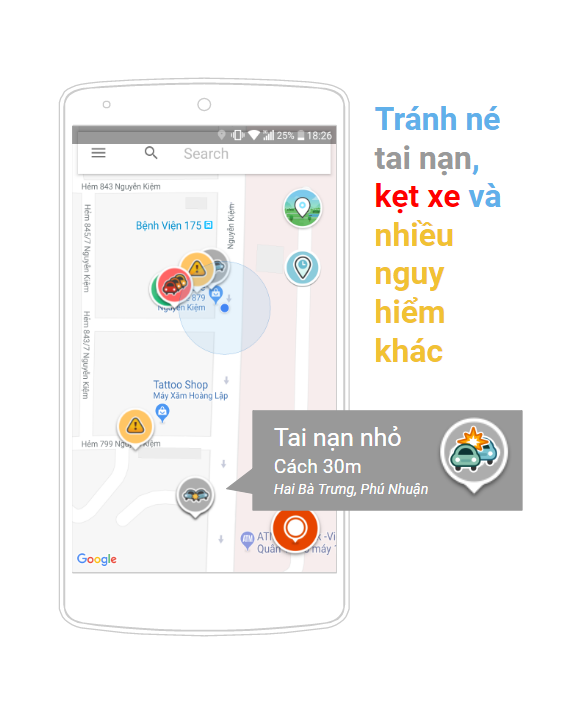 Tránh né
tai nạn,
kẹt xe và
nhiều
nguy
hiểm
khác
25% 18:26
Search
Hẻm 843 Nguyễn Kiệm
Hẻm 845/7 Nguyễn Kiệm
Nguyễn Kiệm
Bệnh Viện 175
879
Nguyễn Kiệm
Hẻm 843/7 Nguyễn Kiệm
Tattoo Shop
Máy Xăm Hoàng Lập
Hẻm 799 Nguyễn Kiệm
Tai nạn nhỏ
Cách 30m
Hai Bà Trưng, Phú Nhuận
ATM
Quân
máy
Google